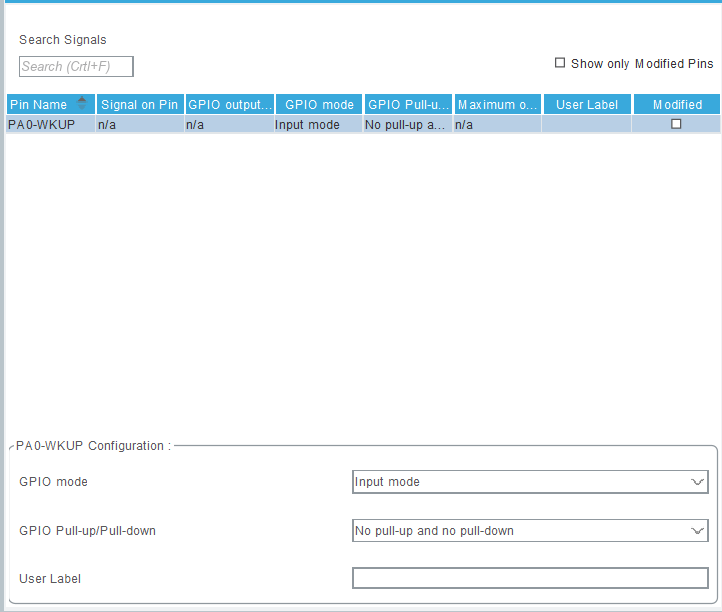 Search Signals
Search (Crtl+F)
Show only Modified Pins
Pin Name Signal on Pin GPIO output... GPIO mode GPIO Pull-u... Maximum o... User Label Modified
PA0-WKUP n/a n/a Input mode No pull-up a... n/a
PA0-WKUP Configuration :
GPIO mode Input mode
GPIO Pull-up/Pull-down No pull-up and no pull-down
User Label